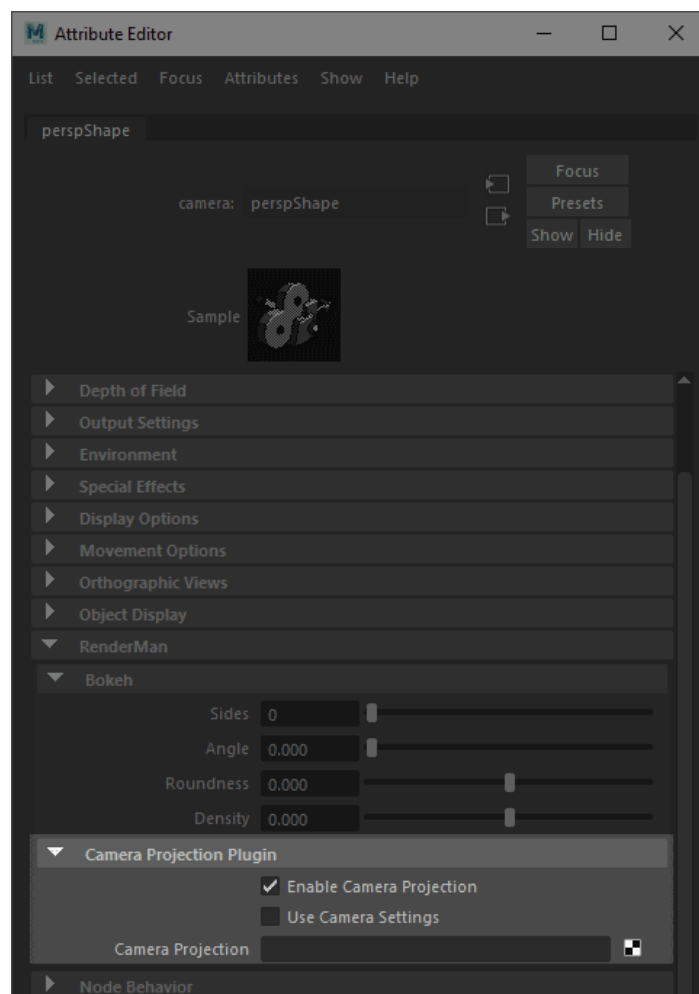 Attribute Editor
List Selected Focus Attributes Show Help
perspShape
Focus
camera: perspShape
Presets
Show Hide
Sample
Depth of Field
Output Settings
Environment
Special Effects
Display Options
Movement Options
Orthographic Views
Object Display
RenderMan
Bokeh
Sides 0
Angle 0.000
Roundness 0.000
Density 0.000
Camera Projection Plugin
Enable Camera Projection
Use Camera Settings
Camera Projection
Node Behavior